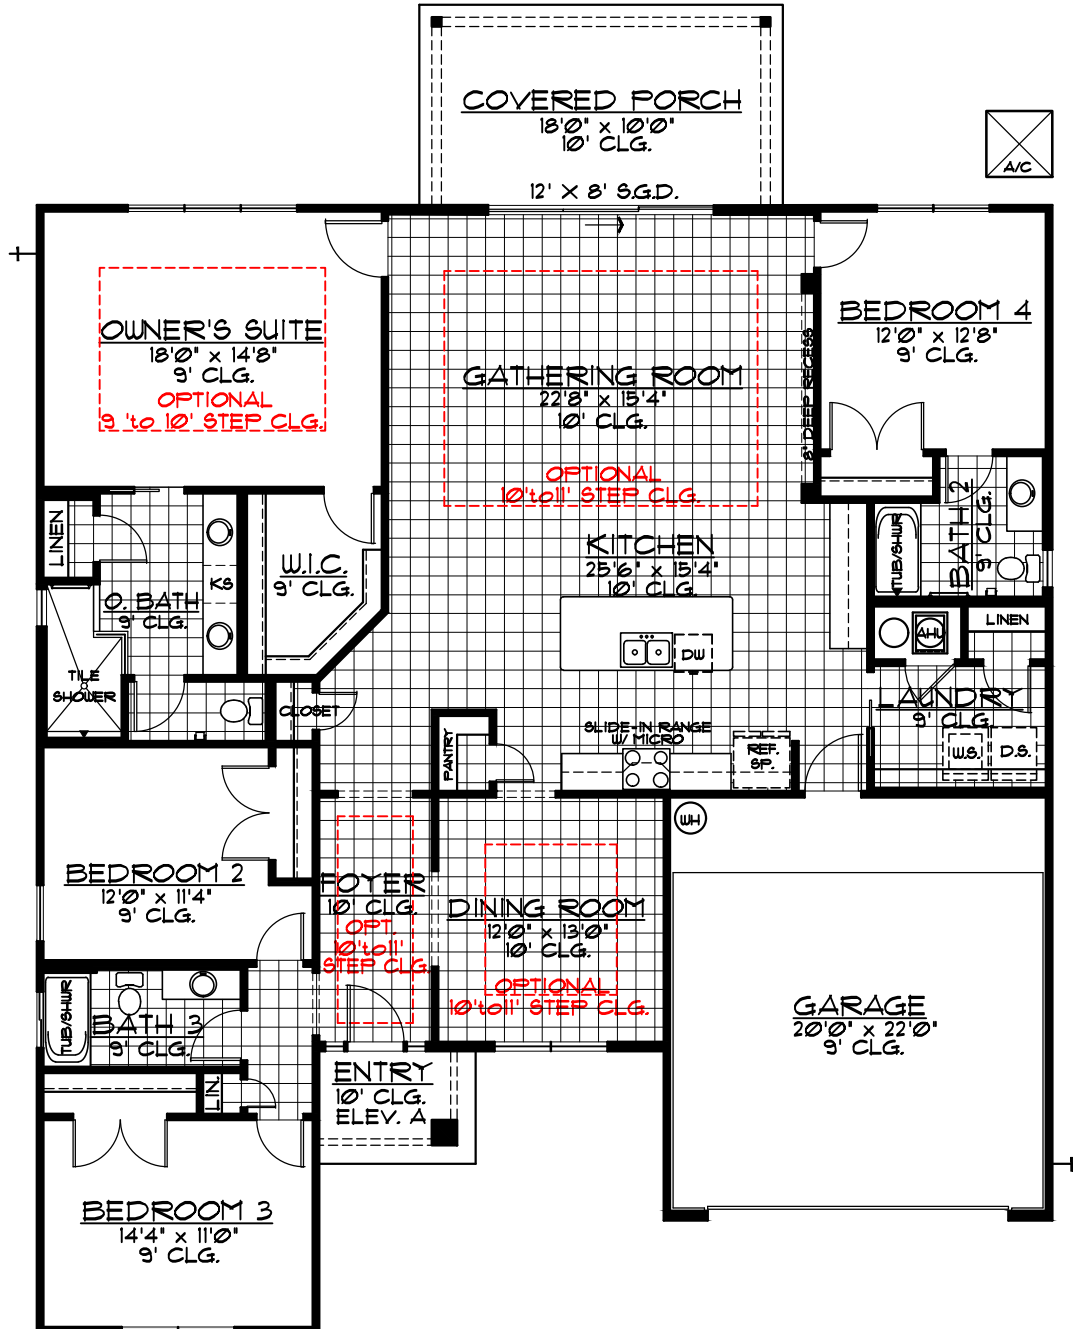 COVERED PORCH
18'0" x 10'0"
10' CLG.
12' X 8' S.G.D.
A/C
OWNER'S SUITE
18'0" x 14'8"
9' CLG.
OPTIONAL
9 'to 10' STEP CLG.
GATHERING ROOM
22'8" x 15'4"
10' CLG.
OPTIONAL
10'to11' STEP CLG.
8" DEEP RECESS
BEDROOM 4
12'0" x 12'8"
9' CLG.
LINEN
O. BATH
9' CLG.
KS
W.I.C.
9' CLG.
TILE
SHOWER
CLOSET
KITCHEN
25'6" x 15'4"
10' CLG.
DW
TUB/SHWR
BATH 2
9' CLG.
AHU
LINEN
LAUNDRY
9' CLG.
W.S.
D.S.
PANTRY
SLIDE-IN RANGE
W/ MICRO
REF.
SP.
WH
BEDROOM 2
12'0" x 11'4"
9' CLG.
FOYER
10' CLG.
OPT.
10'to11'
STEP CLG.
DINING ROOM
12'0" x 13'0"
10' CLG.
OPTIONAL
10'to11' STEP CLG.
TUB/SHWR
BATH 3
9' CLG.
LIN.
ENTRY
10' CLG.
ELEV. A
GARAGE
20'0" x 22'0"
9' CLG.
BEDROOM 3
14'4" x 11'0"
9' CLG.